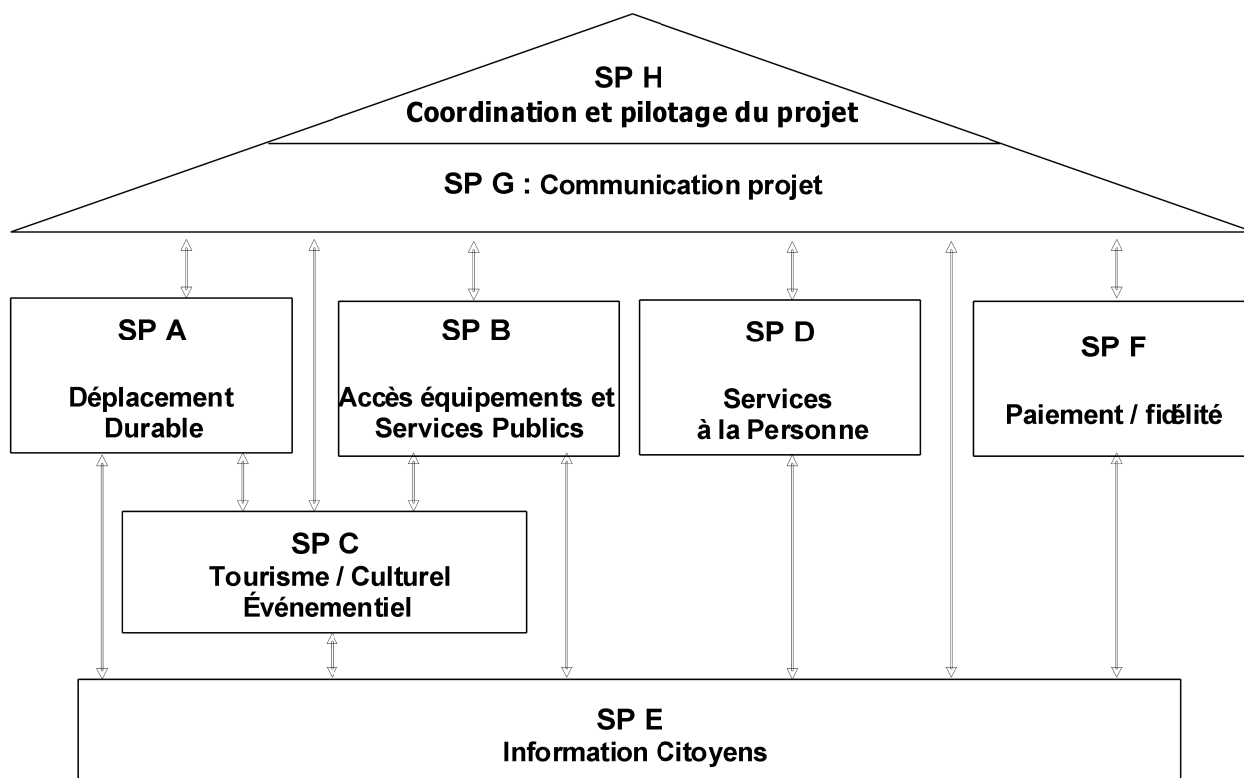 SP H
Coordination et pilotage du projet
SP G : Communication projet
SP A
Déplacement
Durable
SP B
Accès équipements et
Services Publics
SP D
Services
à la Personne
SP F
Paiement / fidélité
SP C
Tourisme / Culturel
Événementiel
SP E
Information Citoyens